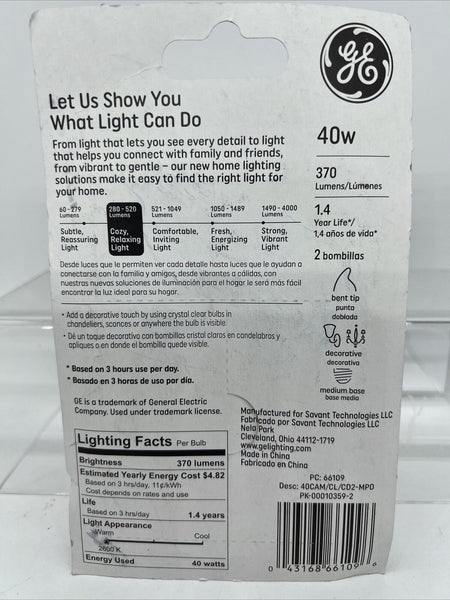 GE
Let Us Show You
What Light Can Do
From light that lets you see every detail to light
that helps you connect with family and friends,
from vibrant to gentle – our new home lighting
solutions make it easy to find the right light for
your home.
60 - 279 Lumens
280 - 520 Lumens
521 - 1049 Lumens
1050 - 1489 Lumens
1490 - 4000 Lumens
Subtle, Reassuring Light
Cozy, Relaxing Light
Comfortable, Inviting Light
Fresh, Energizing Light
Strong, Vibrant Light
Desde luces que le permiten ver cada detalle hasta luces que le ayudan a
conectarse con la familia y amigos, desde vibrantes a cálidas, con
nuestras nuevas soluciones de iluminación para el hogar le será más fácil
encontrar la luz ideal para su hogar.
• Add a decorative touch by using crystal clear bulbs in
chandeliers, sconces or anywhere the bulb is visible.
• Dé un toque decorativo con bombillos cristal claros en candelabros y
apliques o en donde el bombillo quede visible.
* Based on 3 hours use per day.
* Basado en 3 horas de uso por día.
GE is a trademark of General Electric
Company. Used under trademark license.
40w
370
Lumens/Lúmenes
1.4
Year Life*/
1,4 años de vida*
2 bombillas
bent tip
punta
doblada
decorative
decorativa
medium base
base media
Manufactured for Savant Technologies LLC
Fabricado por Savant Technologies LLC
Nela Park
Cleveland, Ohio 44112-1719
www.gelighting.com
Made in China
Fabricado en China
PC: 66109
Desc: 40CAM/CL/CD2-MPD
PK-00010359-2
0 43168 66109 6
Lighting Facts Per Bulb
Brightness 370 lumens
Estimated Yearly Energy Cost $4.82
Based on 3 hrs/day, 11¢/kWh
Cost depends on rates and use
Life
Based on 3 hrs/day 1.4 years
Light Appearance
Warm Cool
2600 K
Energy Used 40 watts